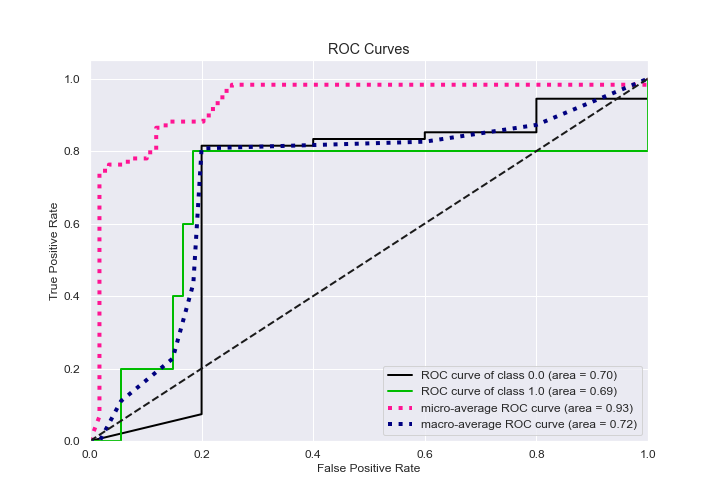 ROC Curves
1.0
0.8
0.6
0.4
0.2
0.0
True Positive Rate
0.0 0.2 0.4 0.6 0.8 1.0
False Positive Rate
ROC curve of class 0.0 (area = 0.70)
ROC curve of class 1.0 (area = 0.69)
micro-average ROC curve (area = 0.93)
macro-average ROC curve (area = 0.72)